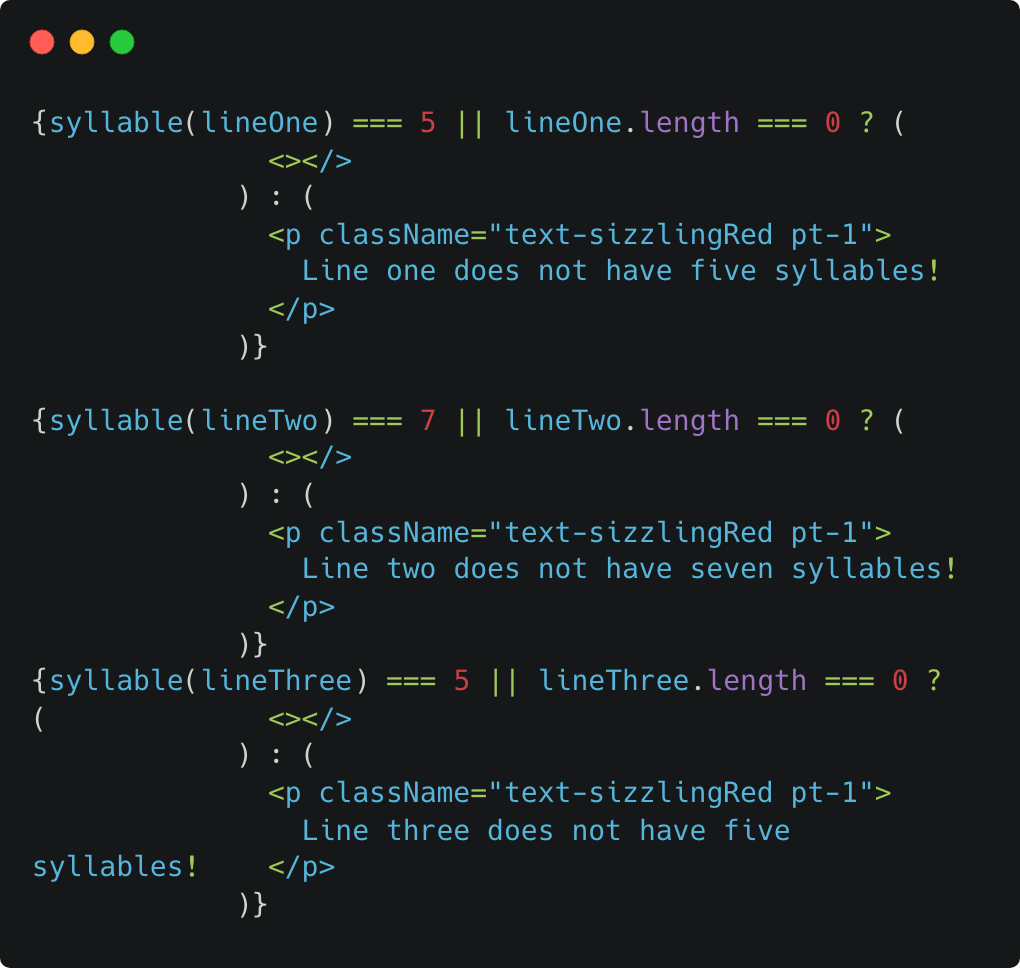 {syllable(lineOne) === 5 || lineOne.length === 0 ? (
<></>
) : (
<p className="text-sizzlingRed pt-1">
Line one does not have five syllables!
</p>
)}
{syllable(lineTwo) === 7 || lineTwo.length === 0 ? (
<></>
) : (
<p className="text-sizzlingRed pt-1">
Line two does not have seven syllables!
</p>
)}
{syllable(lineThree) === 5 || lineThree.length === 0 ?
( <></>
) : (
<p className="text-sizzlingRed pt-1">
Line three does not have five
syllables! </p>
)}